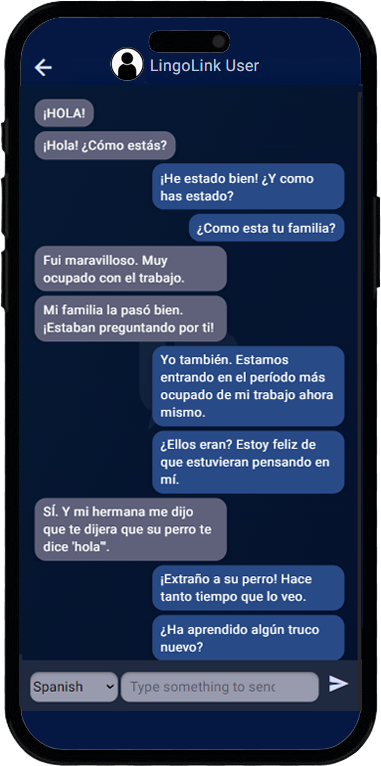 LingoLink User
¡HOLA!
¡Hola! ¿Cómo estás?
¡He estado bien! ¿Y como
has estado?
¿Como esta tu familia?
Fui maravilloso. Muy
ocupado con el trabajo.
Mi familia la pasó bien.
¡Estaban preguntando por ti!
Yo también. Estamos
entrando en el período más
ocupado de mi trabajo ahora
mismo.
¿Ellos eran? Estoy feliz de
que estuvieran pensando en
mí.
SÍ. Y mi hermana me dijo
que te dijera que su perro te
dice 'hola'".
¡Extraño a su perro! Hace
tanto tiempo que lo veo.
¿Ha aprendido algún truco
nuevo?
Spanish
Type something to send